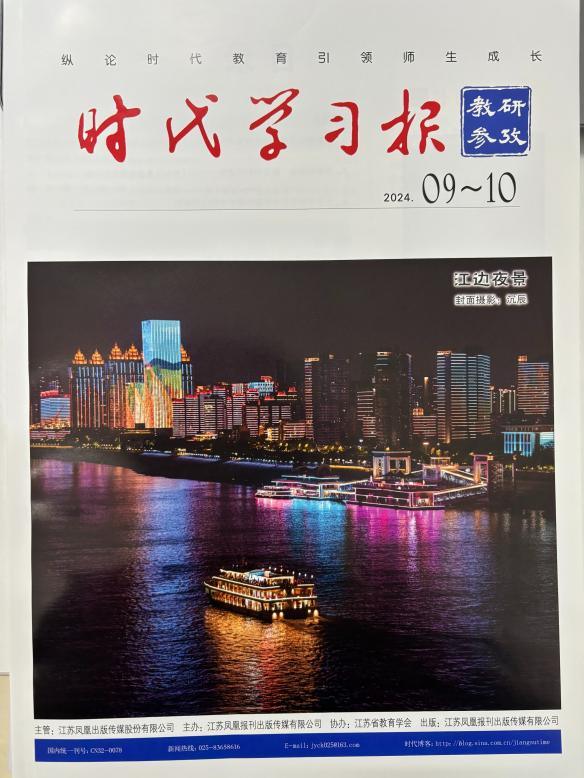 纵论时代教育引领师生成长
时代学习报
教研
参考
2024. 09~10
江边夜景
封面摄影：沉辰
主管：江苏凤凰出版传媒股份有限公司 主办：江苏凤凰报刊出版传媒有限公司 协办：江苏省教育学会 出版：江苏凤凰报刊出版传媒有限公司
国内统一刊号：CN32-0078 新闻热线：025-83658616 E-mail：jyck025@163.com 时代博客：http://blog.sina.com.cn/jiangsutime